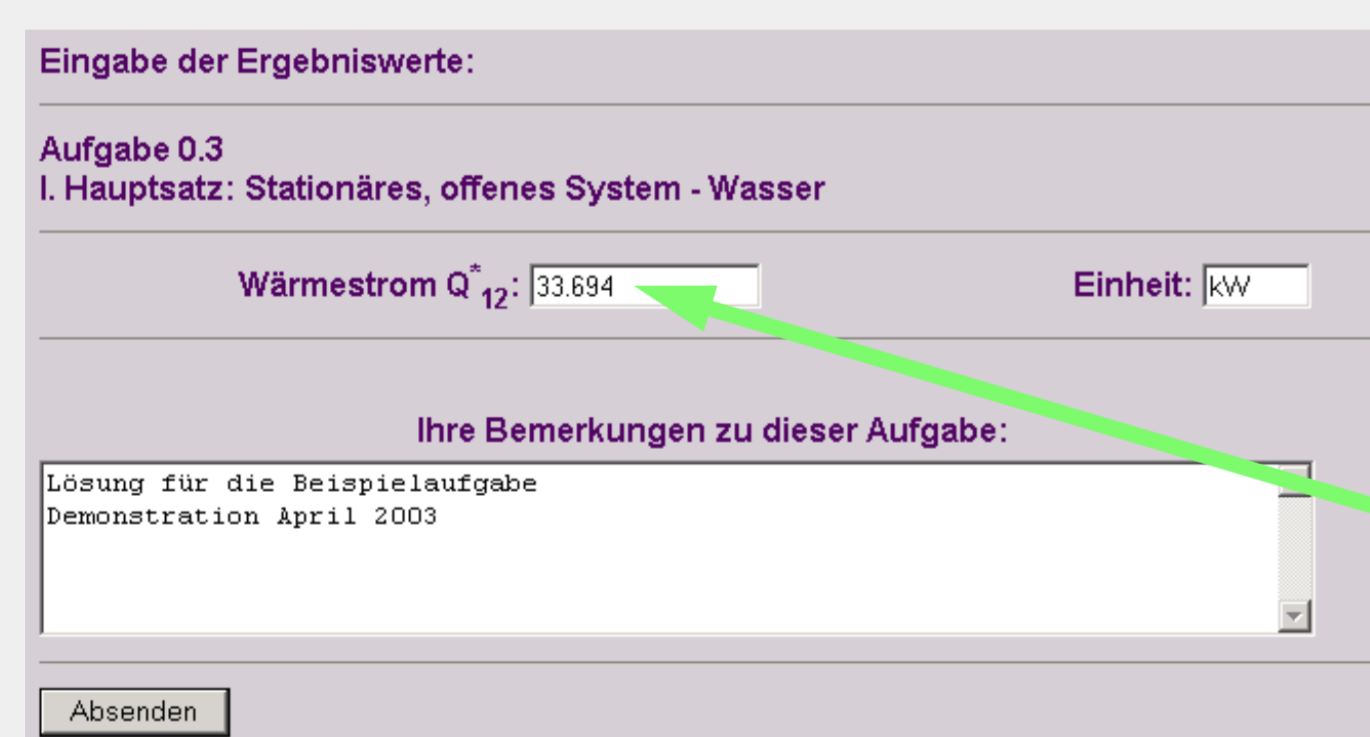 Eingabe der Ergebniswerte:
Aufgabe 0.3
I. Hauptsatz: Stationäres, offenes System - Wasser
Wärmestrom Q*12: 33.694 Einheit: kW
Ihre Bemerkungen zu dieser Aufgabe:
Lösung für die Beispielaufgabe
Demonstration April 2003
Absenden